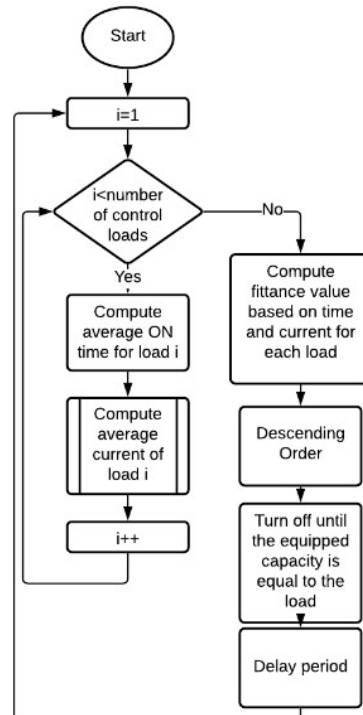 Start
i=1
i<number
of control
loads
No
Yes
Compute
average ON
time for load i
Compute
average
current of
load i
i++
Compute
fittance value
based on time
and current for
each load
Descending
Order
Turn off until
the equipped
capacity is
equal to the
load
Delay period